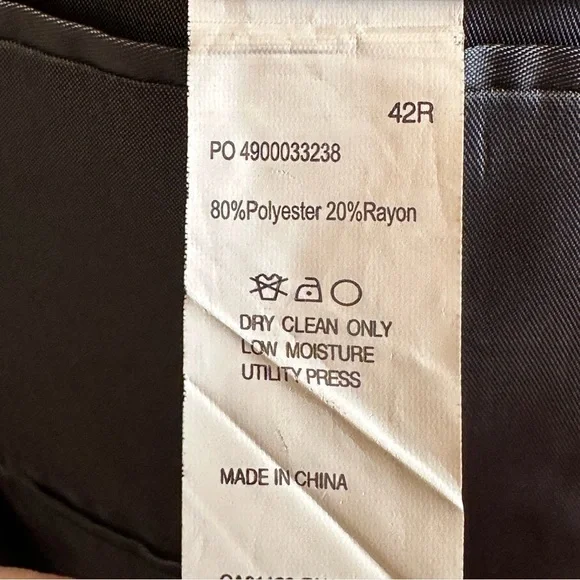 42R
PO 4900033238
80%Polyester 20%Rayon
DRY CLEAN ONLY
LOW MOISTURE
UTILITY PRESS
MADE IN CHINA